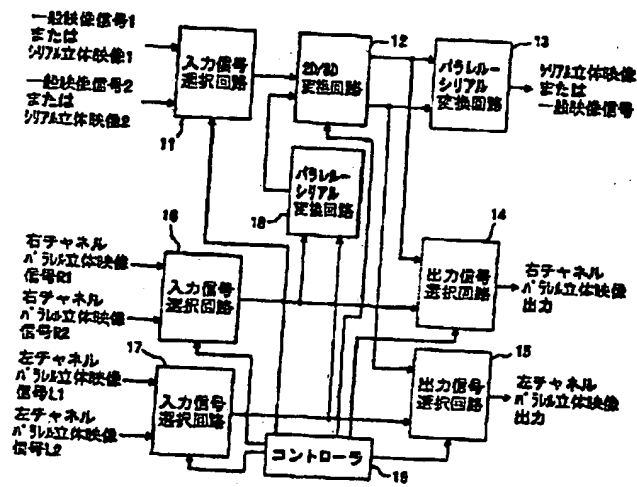 一般映像信号1
または
シリアル立体映像1
一般映像信号2
または
シリアル立体映像2
入力信号
選択回路
11
2D/3D
変換回路
12
パラレルー
シリアル
変換回路
13
シリアル立体映像
または
一般映像信号
パラレルー
シリアル
変換回路
18
右チャネル
パラレル立体映像
信号R1
右チャネル
パラレル立体映像
信号R2
16
入力信号
選択回路
14
出力信号
選択回路
右チャネル
パラレル立体映像
出力
左チャネル
パラレル立体映像
信号L1
左チャネル
パラレル立体映像
信号L2
17
入力信号
選択回路
15
出力信号
選択回路
左チャネル
パラレル立体映像
出力
コントローラ